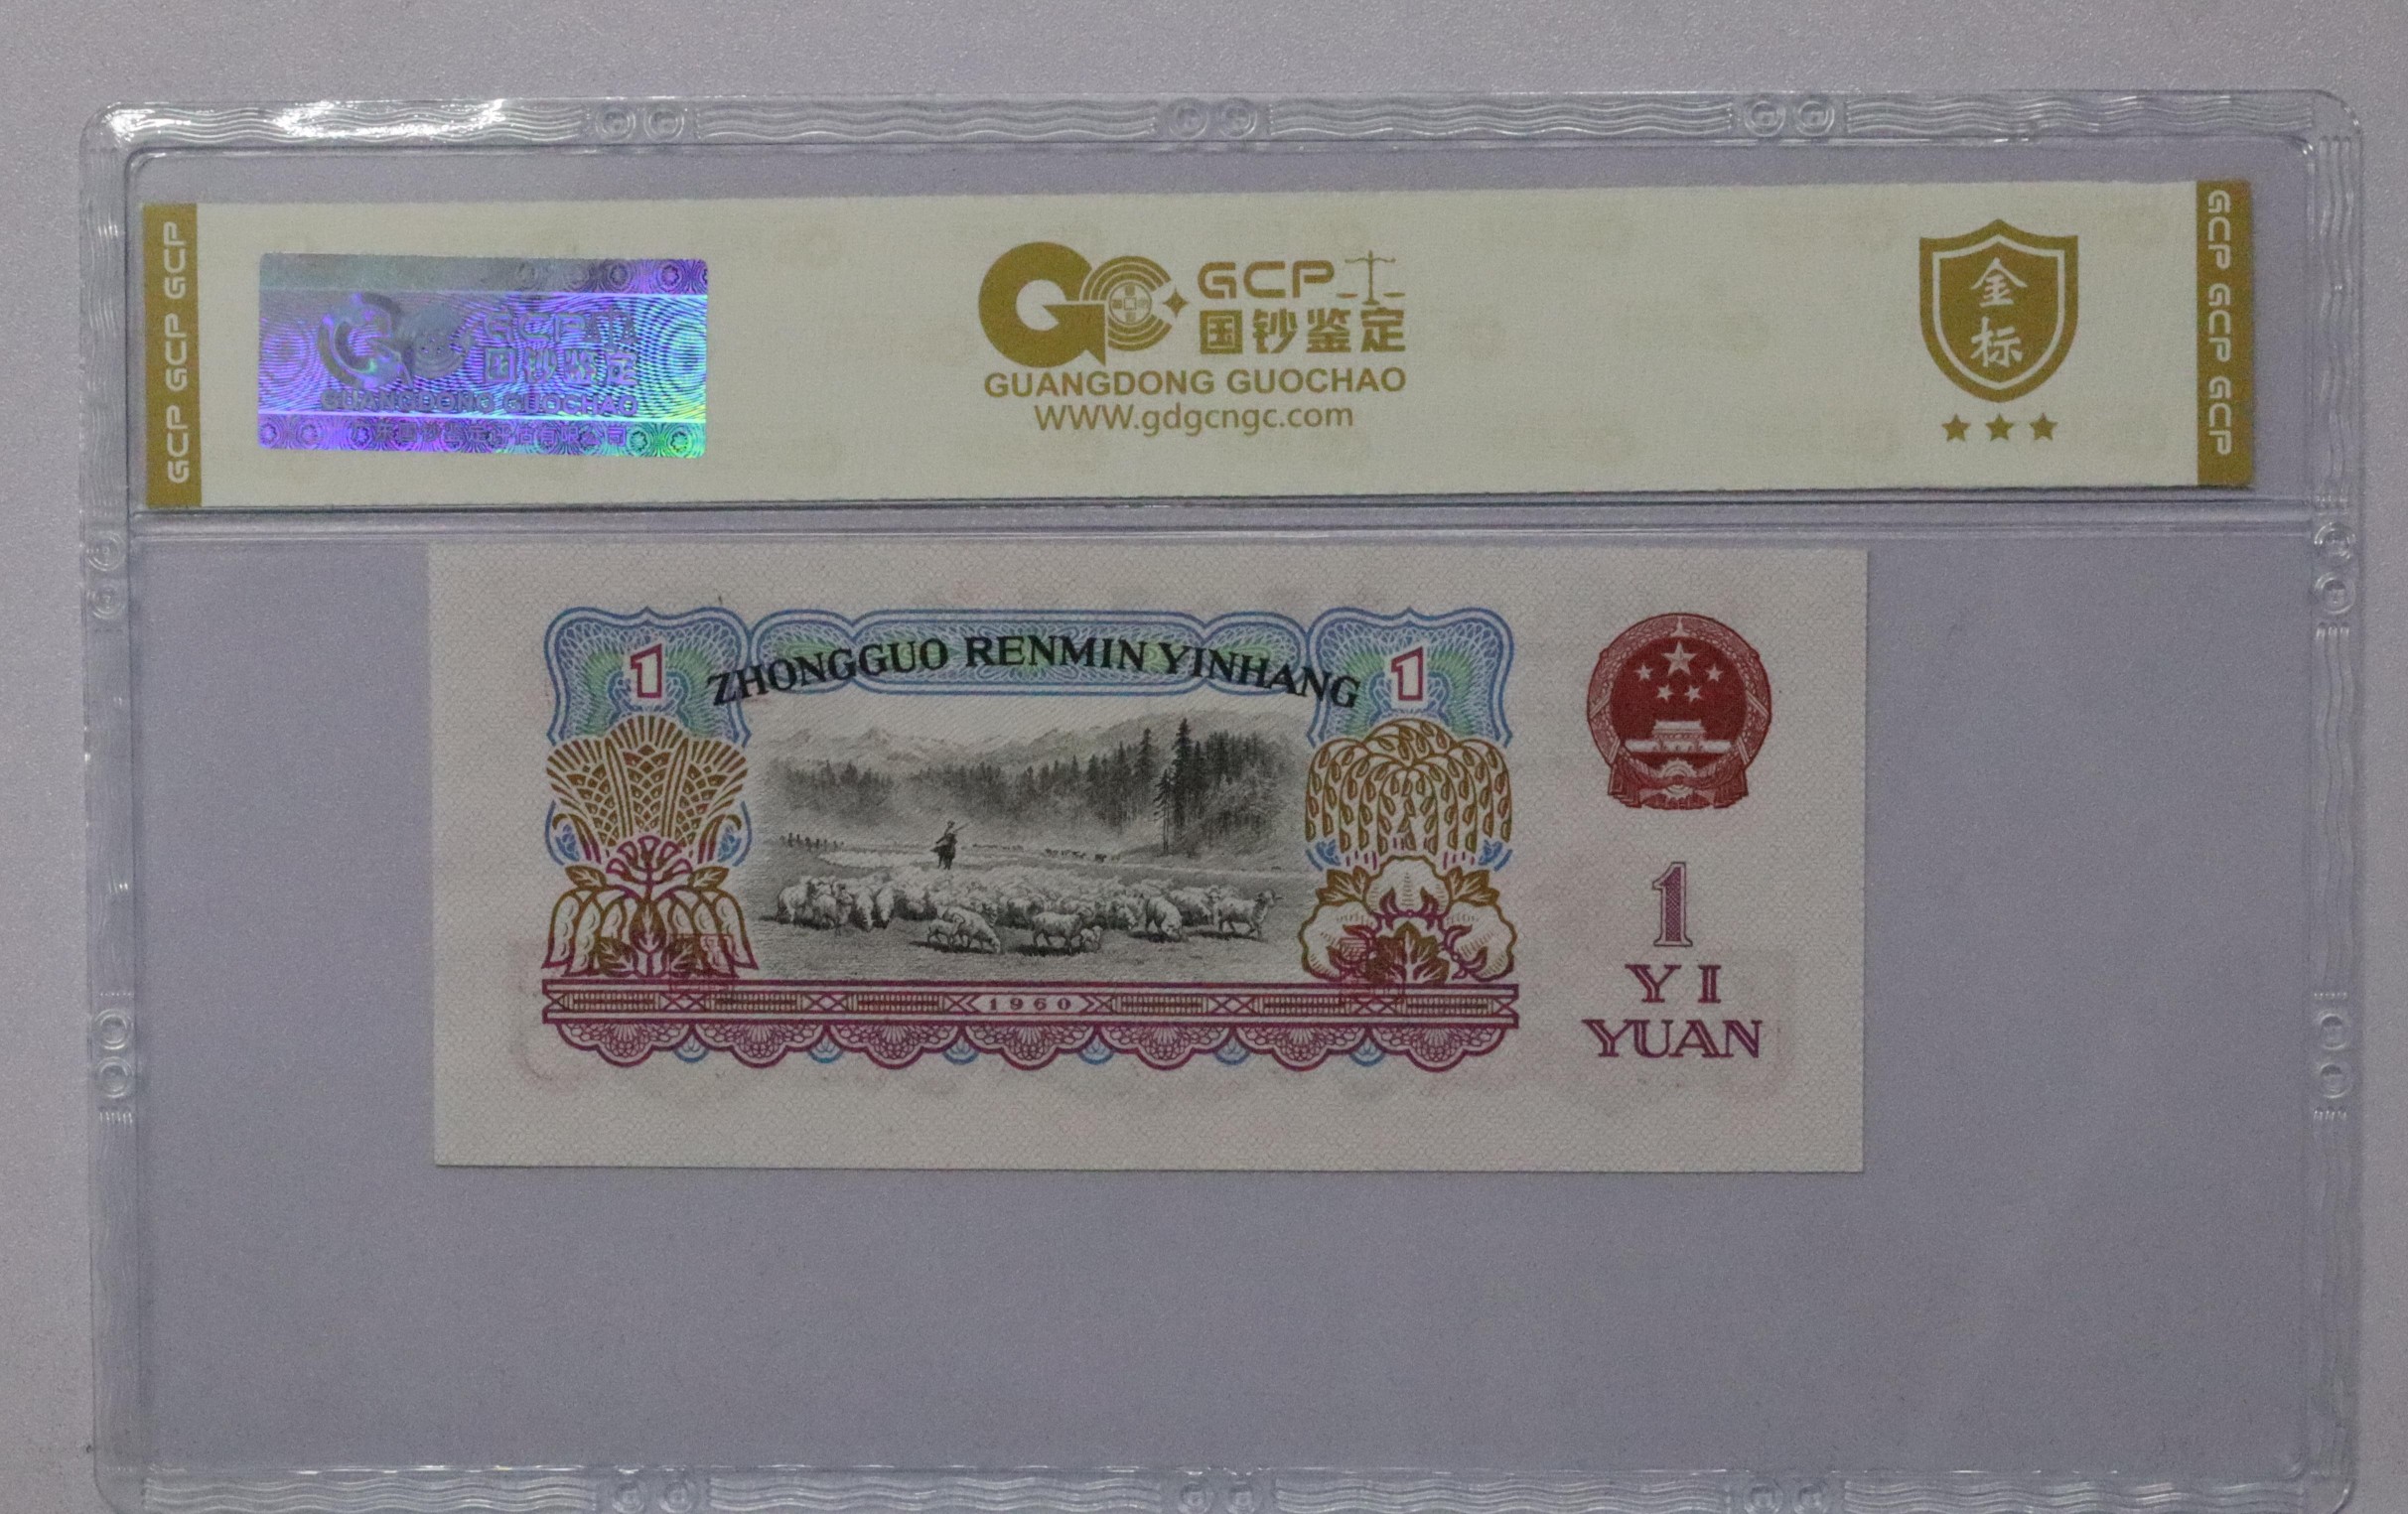 GCP GCP GCP
GCP
国钞鉴定
GUANGDONG GUOCHAO
GCP
国钞鉴定
GUANGDONG GUOCHAO
WWW.gdgcngc.com
金
标
GCP GCP GCP
1
ZHONGGUO RENMIN YINHANG
1
1960
1
YI
YUAN